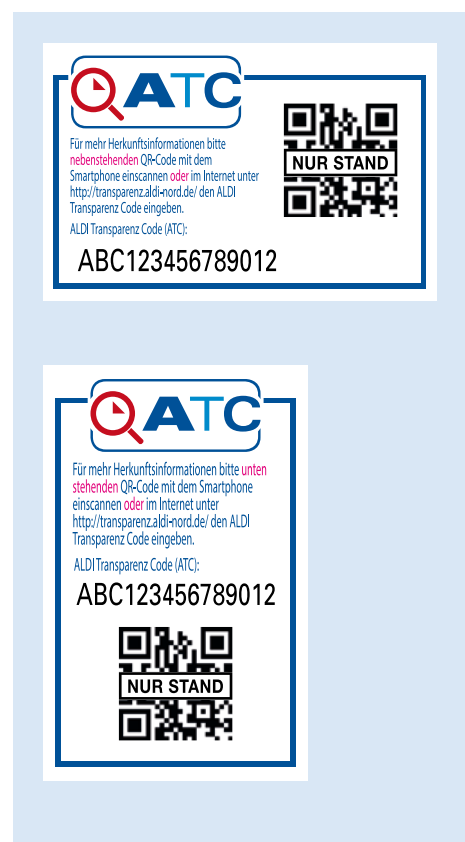 ATC
Für mehr Herkunftsinformationen bitte
nebenstehenden QR-Code mit dem
Smartphone einscannen oder im Internet unter
http://transparenz.aldi-nord.de/ den ALDI
Transparenz Code eingeben.
ALDI Transparenz Code (ATC):
ABC123456789012
NUR STAND
ATC
Für mehr Herkunftsinformationen bitte unten
stehenden QR-Code mit dem Smartphone
einscannen oder im Internet unter
http://transparenz.aldi-nord.de/ den ALDI
Transparenz Code eingeben.
ALDI Transparenz Code (ATC):
ABC123456789012
NUR STAND